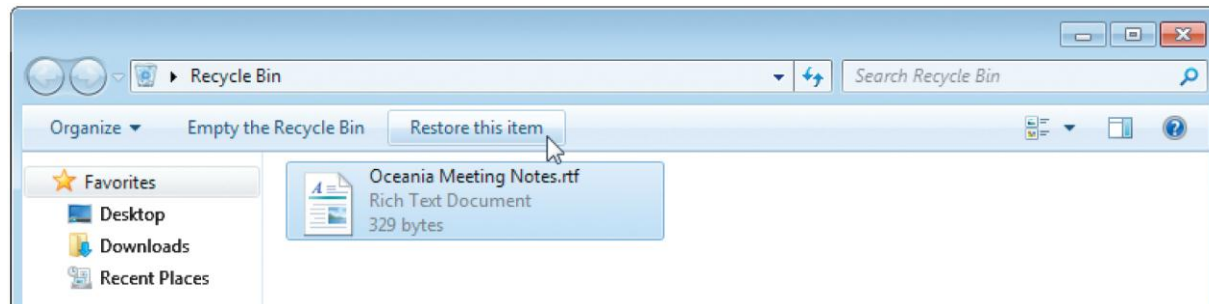 Recycle Bin
Search Recycle Bin
Organize
Empty the Recycle Bin
Restore this item
Favorites
Desktop
Downloads
Recent Places
Oceania Meeting Notes.rtf
Rich Text Document
329 bytes